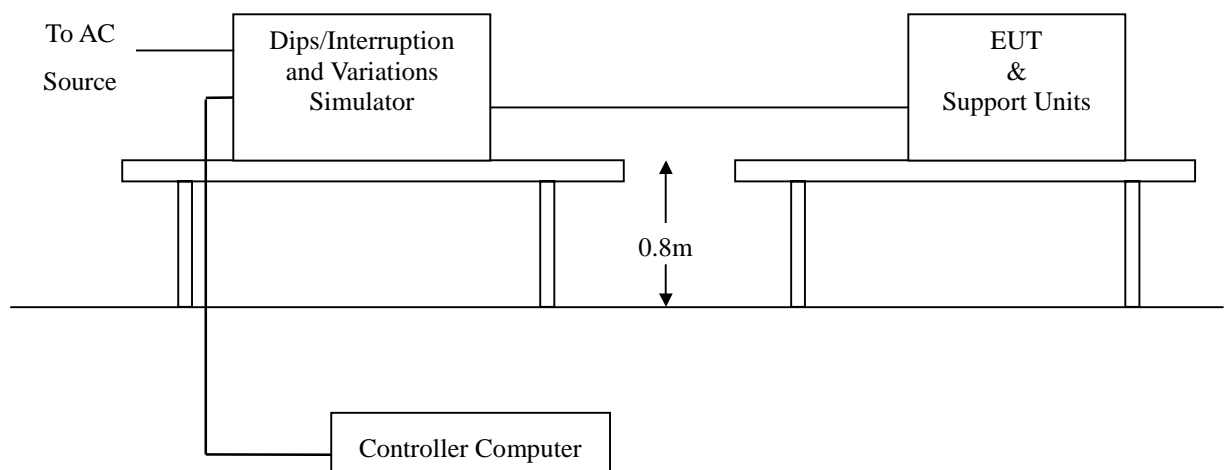 To AC
Source
Dips/Interruption
and Variations
Simulator
EUT
&
Support Units
0.8m
Controller Computer